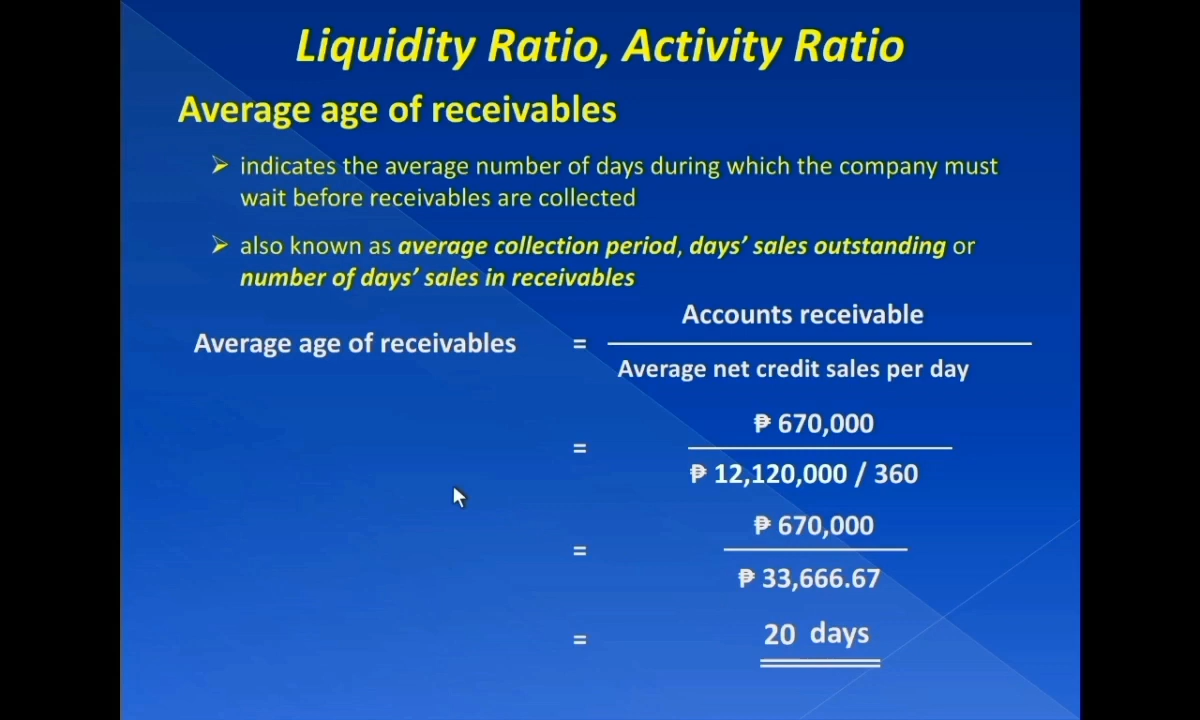 Liquidity Ratio, Activity Ratio
Average age of receivables
➢ indicates the average number of days during which the company must
wait before receivables are collected
➢ also known as average collection period, days’ sales outstanding or
number of days’ sales in receivables
Accounts receivable
Average age of receivables =
Average net credit sales per day
₱ 670,000
=
₱ 12,120,000 / 360
₱ 670,000
=
₱ 33,666.67
= 20 days